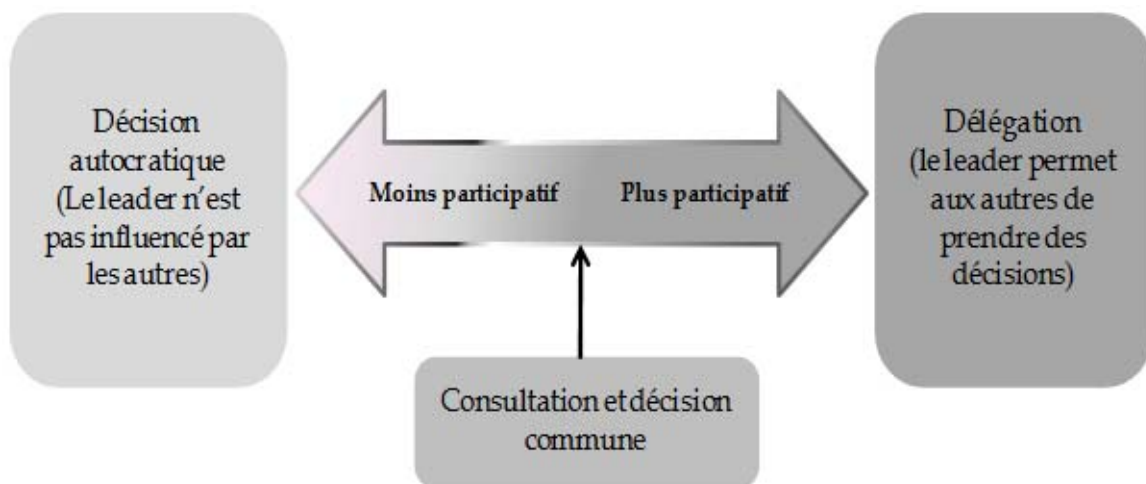 Décision
autocratique
(Le leader n'est
pas influencé par
les autres)
Moins participatif
Plus participatif
Délégation
(le leader permet
aux autres de
prendre des
décisions)
Consultation et décision
commune